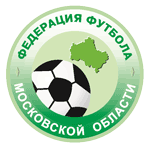 ФЕДЕРАЦИЯ ФУТБОЛА
МОСКОВСКОЙ ОБЛАСТИ